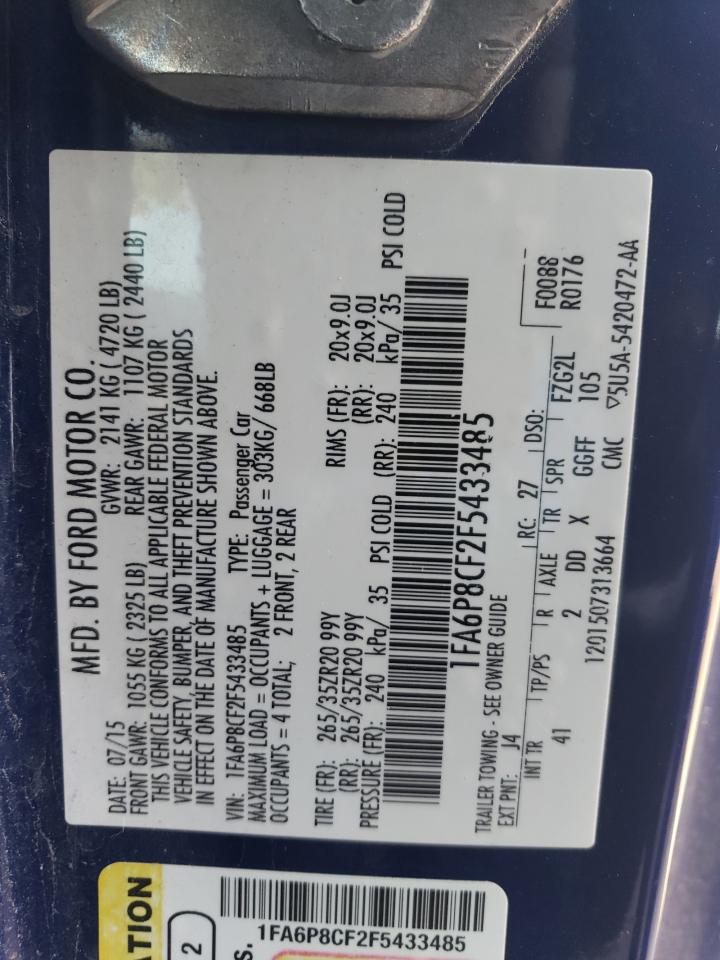 MFD. BY FORD MOTOR CO.
DATE: 07/15 GVWR: 2141 KG ( 4720 LB)
FRONT GAWR: 1055 KG ( 2325 LB) REAR GAWR: 1107 KG ( 2440 LB)
THIS VEHICLE CONFORMS TO ALL APPLICABLE FEDERAL MOTOR
VEHICLE SAFETY, BUMPER, AND THEFT PREVENTION STANDARDS
IN EFFECT ON THE DATE OF MANUFACTURE SHOWN ABOVE.
VIN: 1FA6P8CF2F5433485 TYPE: Passenger Car
MAXIMUM LOAD = OCCUPANTS + LUGGAGE = 303KG/ 668LB
OCCUPANTS = 4 TOTAL; 2 FRONT, 2 REAR
TIRE (FR): 265/35ZR20 99Y RIMS (FR): 20x9.0J
(RR): 265/35ZR20 99Y (RR): 20x9.0J
PRESSURE (FR): 240 kPa/ 35 PSI COLD (RR): 240 kPa/ 35 PSI COLD
1FA6P8CF2F5433485
TRAILER TOWING - SEE OWNER GUIDE
EXT PNT: J4 RC: 27 DSO: F0088
R0176
INT TR TP/PS R AXLE TR SPR FZG2L
41 2 DD X GGFF 105
1201507313664 CMC ▽5U5A-5420472-AA
ATION
2
s.
1FA6P8CF2F5433485